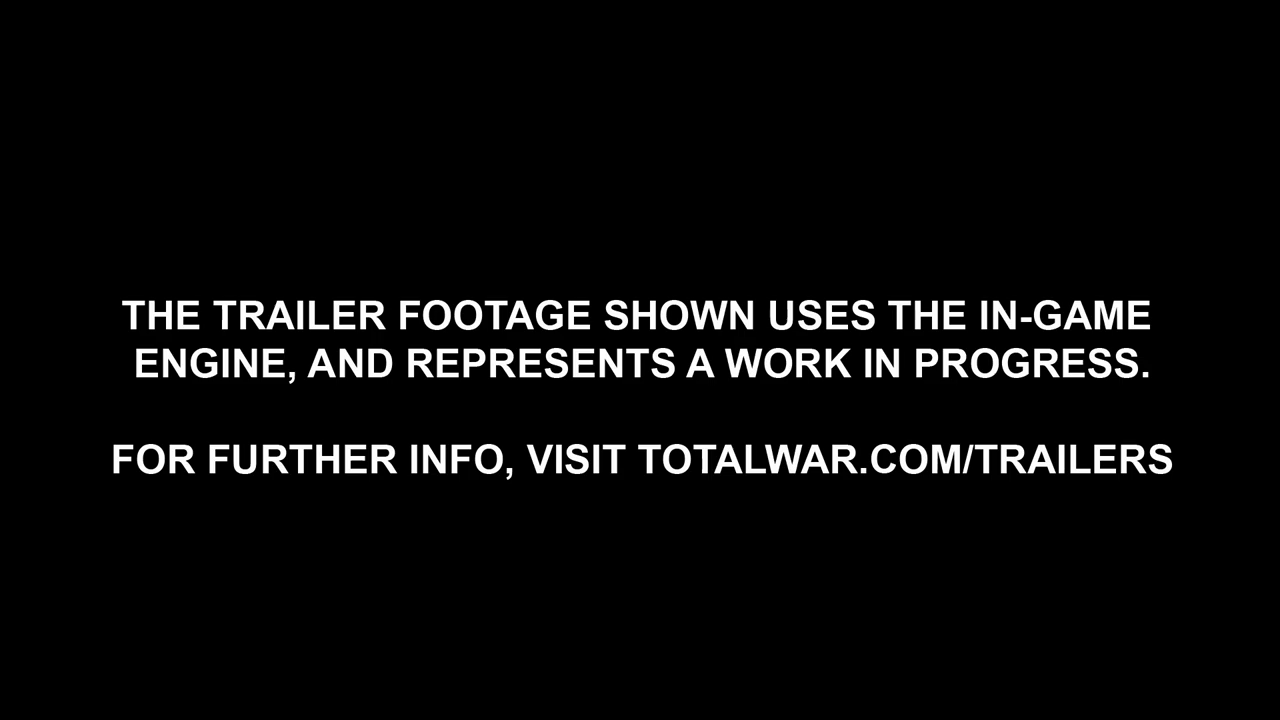 THE TRAILER FOOTAGE SHOWN USES THE IN-GAME
ENGINE, AND REPRESENTS A WORK IN PROGRESS.
FOR FURTHER INFO, VISIT TOTALWAR.COM/TRAILERS